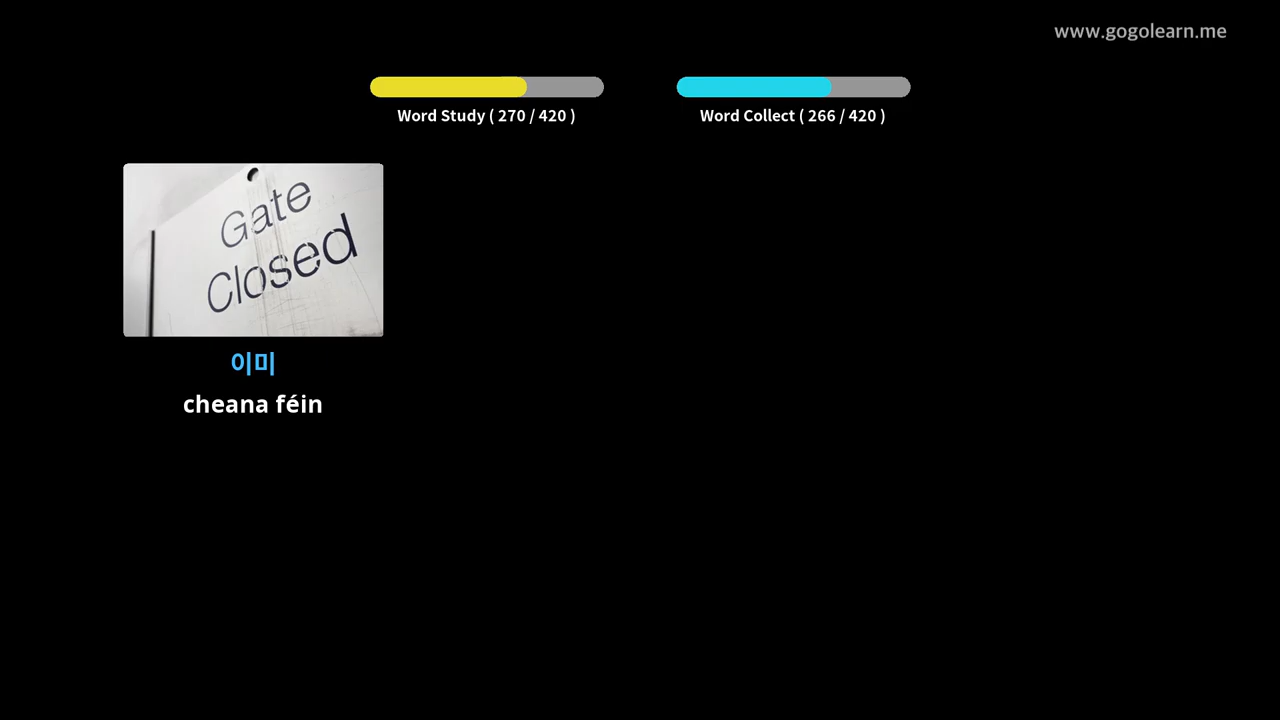 www.gogolearn.me
Word Study ( 270 / 420 )
Word Collect ( 266 / 420 )
Gate
Closed
이미
cheana féin